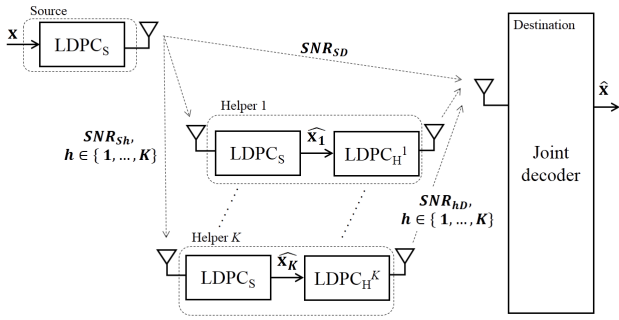 Source
x
LDPC_S
SNR_SD
Destination
Helper 1
SNR_Sh,
h ∈ { 1, …, K}
LDPC_S
x̂_1
LDPC_H^1
x̂
Joint
decoder
SNR_hD,
h ∈ { 1, …, K}
Helper K
LDPC_S
x̂_K
LDPC_H^K